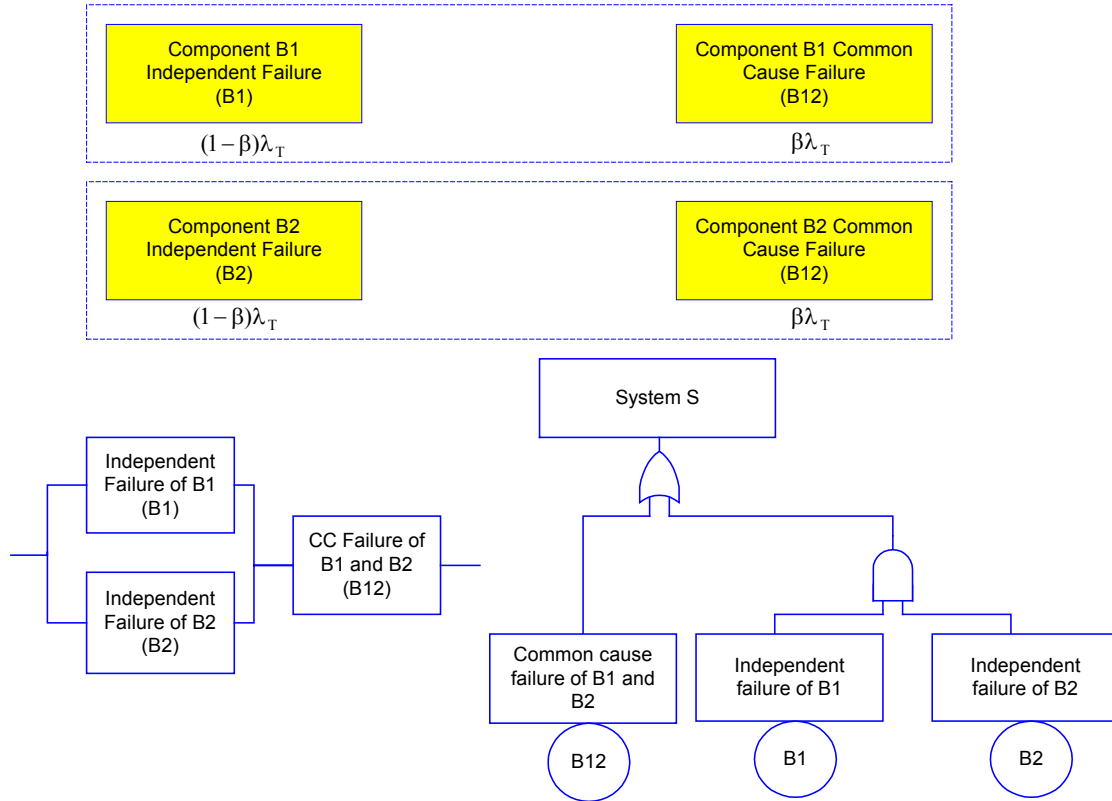 Component B1
Independent Failure
(B1)
Component B1 Common
Cause Failure
(B12)
(1 − β)λ_T
βλ_T
Component B2
Independent Failure
(B2)
Component B2 Common
Cause Failure
(B12)
(1 − β)λ_T
βλ_T
System S
Independent
Failure of B1
(B1)
CC Failure of
B1 and B2
(B12)
Independent
Failure of B2
(B2)
Common cause
failure of B1 and
B2
Independent
failure of B1
Independent
failure of B2
B12
B1
B2